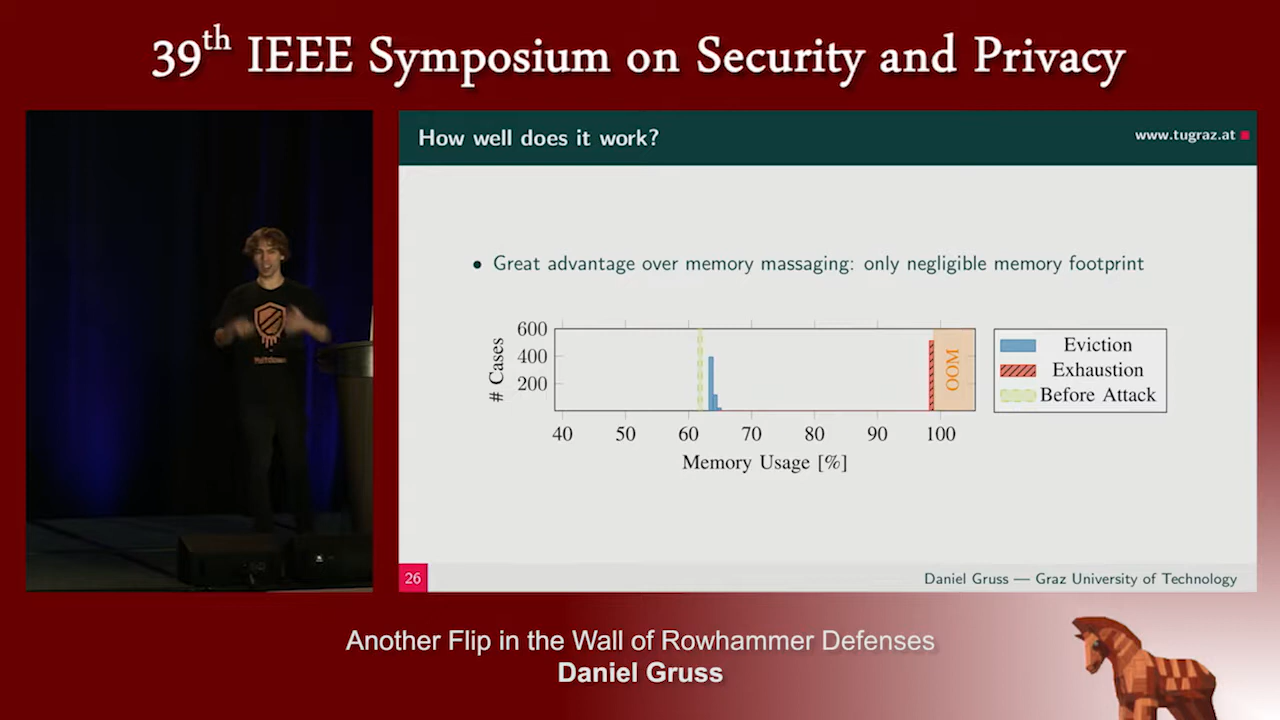 39th IEEE Symposium on Security and Privacy
How well does it work?
www.tugraz.at
• Great advantage over memory massaging: only negligible memory footprint
600
400
200
# Cases
OOM
40 50 60 70 80 90 100
Memory Usage [%]
Eviction
Exhaustion
Before Attack
26
Daniel Gruss — Graz University of Technology
Another Flip in the Wall of Rowhammer Defenses
Daniel Gruss